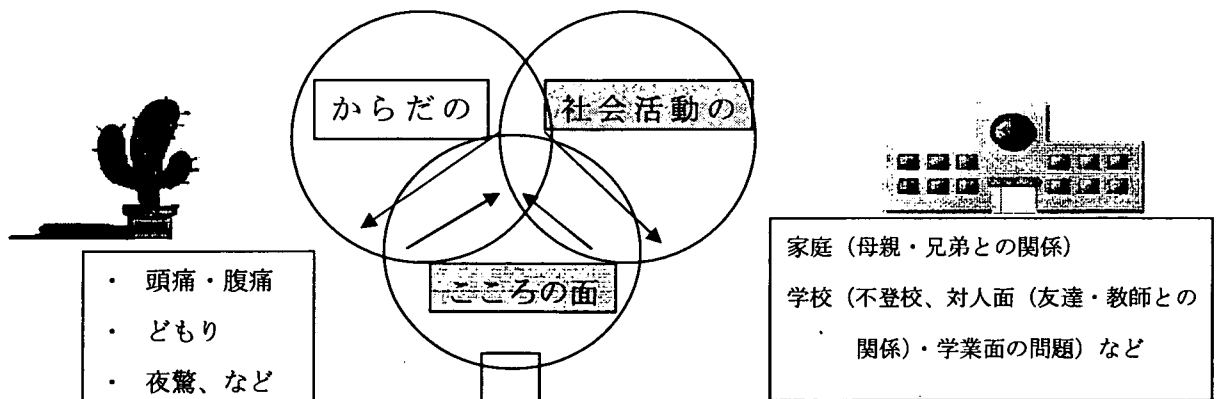 からだの
社会活動の
こころの面
・ 頭痛・腹痛
・ どもり
・ 夜驚、など
家庭（母親・兄弟との関係）
学校（不登校、対人面（友達・教師との
関係）・学業面の問題）など